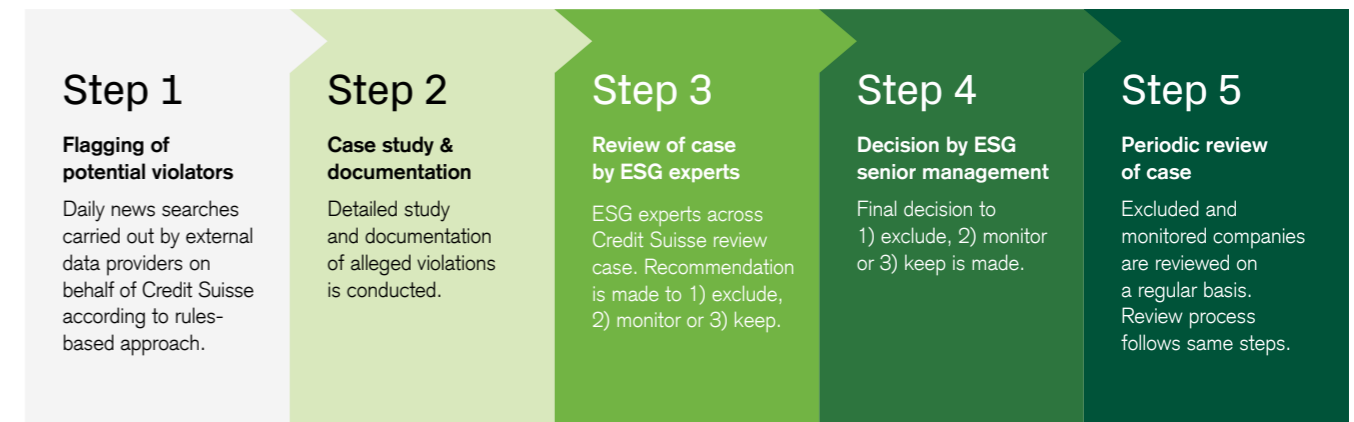 Step 1
Flagging of
potential violators
Daily news searches
carried out by external
data providers on
behalf of Credit Suisse
according to rules-
based approach.
Step 2
Case study &
documentation
Detailed study
and documentation
of alleged violations
is conducted.
Step 3
Review of case
by ESG experts
ESG experts across
Credit Suisse review
case. Recommendation
is made to 1) exclude,
2) monitor or 3) keep.
Step 4
Decision by ESG
senior management
Final decision to
1) exclude, 2) monitor
or 3) keep is made.
Step 5
Periodic review
of case
Excluded and
monitored companies
are reviewed on
a regular basis.
Review process
follows same steps.